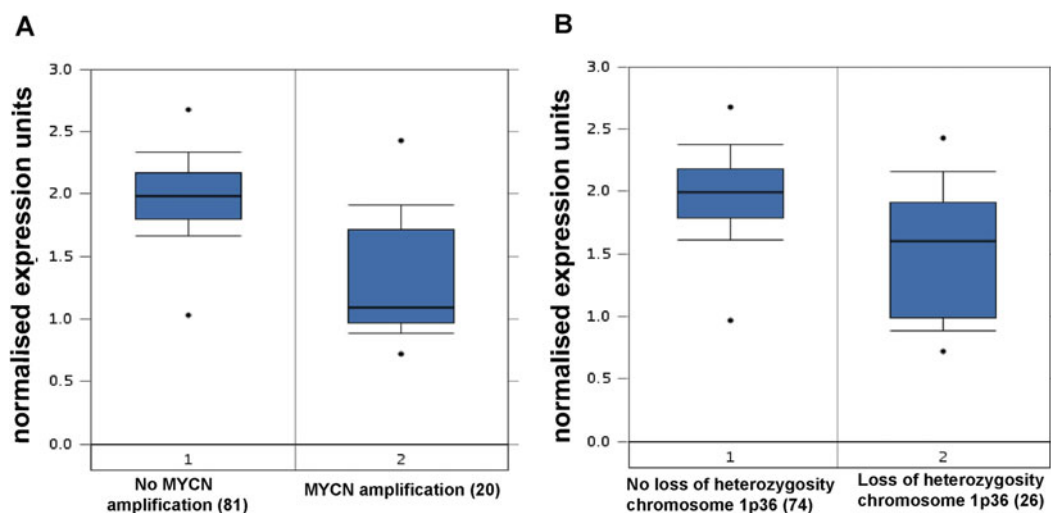 A
normalised expression units
3.0
2.5
2.0
1.5
1.0
0.5
0.0
1 2
No MYCN
amplification (81)
MYCN amplification (20)
B
normalised expression units
3.0
2.5
2.0
1.5
1.0
0.5
0.0
1 2
No loss of heterozygosity
chromosome 1p36 (74)
Loss of heterozygosity
chromosome 1p36 (26)